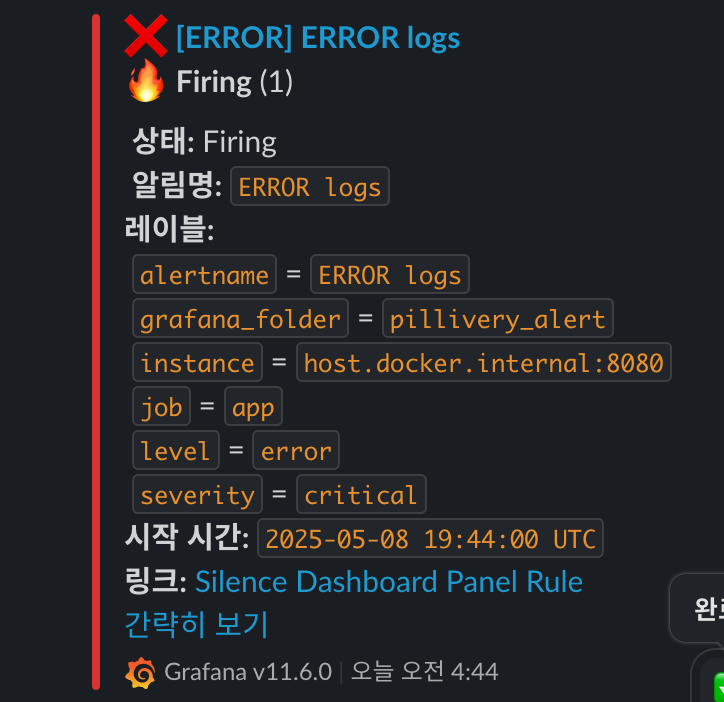 [ERROR] ERROR logs
Firing (1)
상태: Firing
알림명: ERROR logs
레이블:
alertname = ERROR logs
grafana_folder = pillivery_alert
instance = host.docker.internal:8080
job = app
level = error
severity = critical
시작 시간: 2025-05-08 19:44:00 UTC
링크: Silence Dashboard Panel Rule
간략히 보기
Grafana v11.6.0 | 오늘 오전 4:44